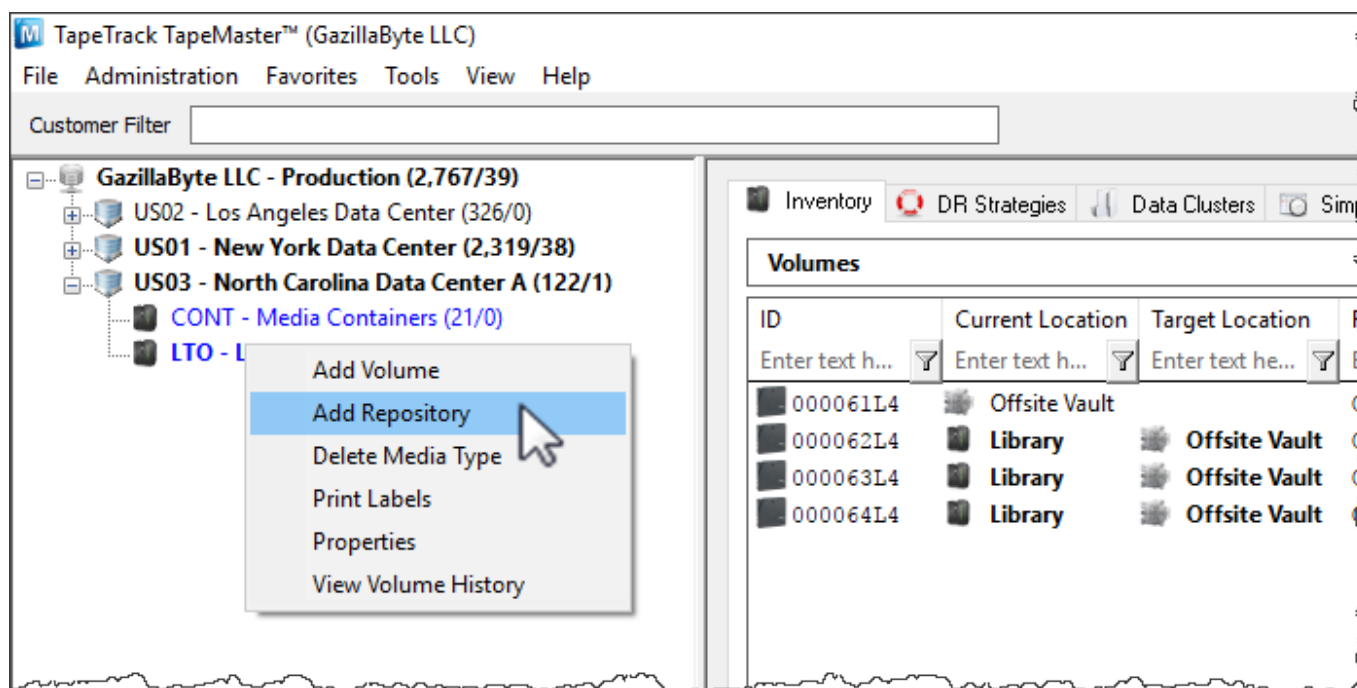 TapeTrack TapeMaster™ (GazillaByte LLC)
File Administration Favorites Tools View Help
Customer Filter
GazillaByte LLC - Production (2,767/39)
US02 - Los Angeles Data Center (326/0)
US01 - New York Data Center (2,319/38)
US03 - North Carolina Data Center A (122/1)
CONT - Media Containers (21/0)
LTO - L
Add Volume
Add Repository
Delete Media Type
Print Labels
Properties
View Volume History
Inventory DR Strategies Data Clusters Sim
Volumes
ID Current Location Target Location
Enter text h... Enter text h... Enter text he...
000061L4 Offsite Vault
000062L4 Library Offsite Vault
000063L4 Library Offsite Vault
000064L4 Library Offsite Vault